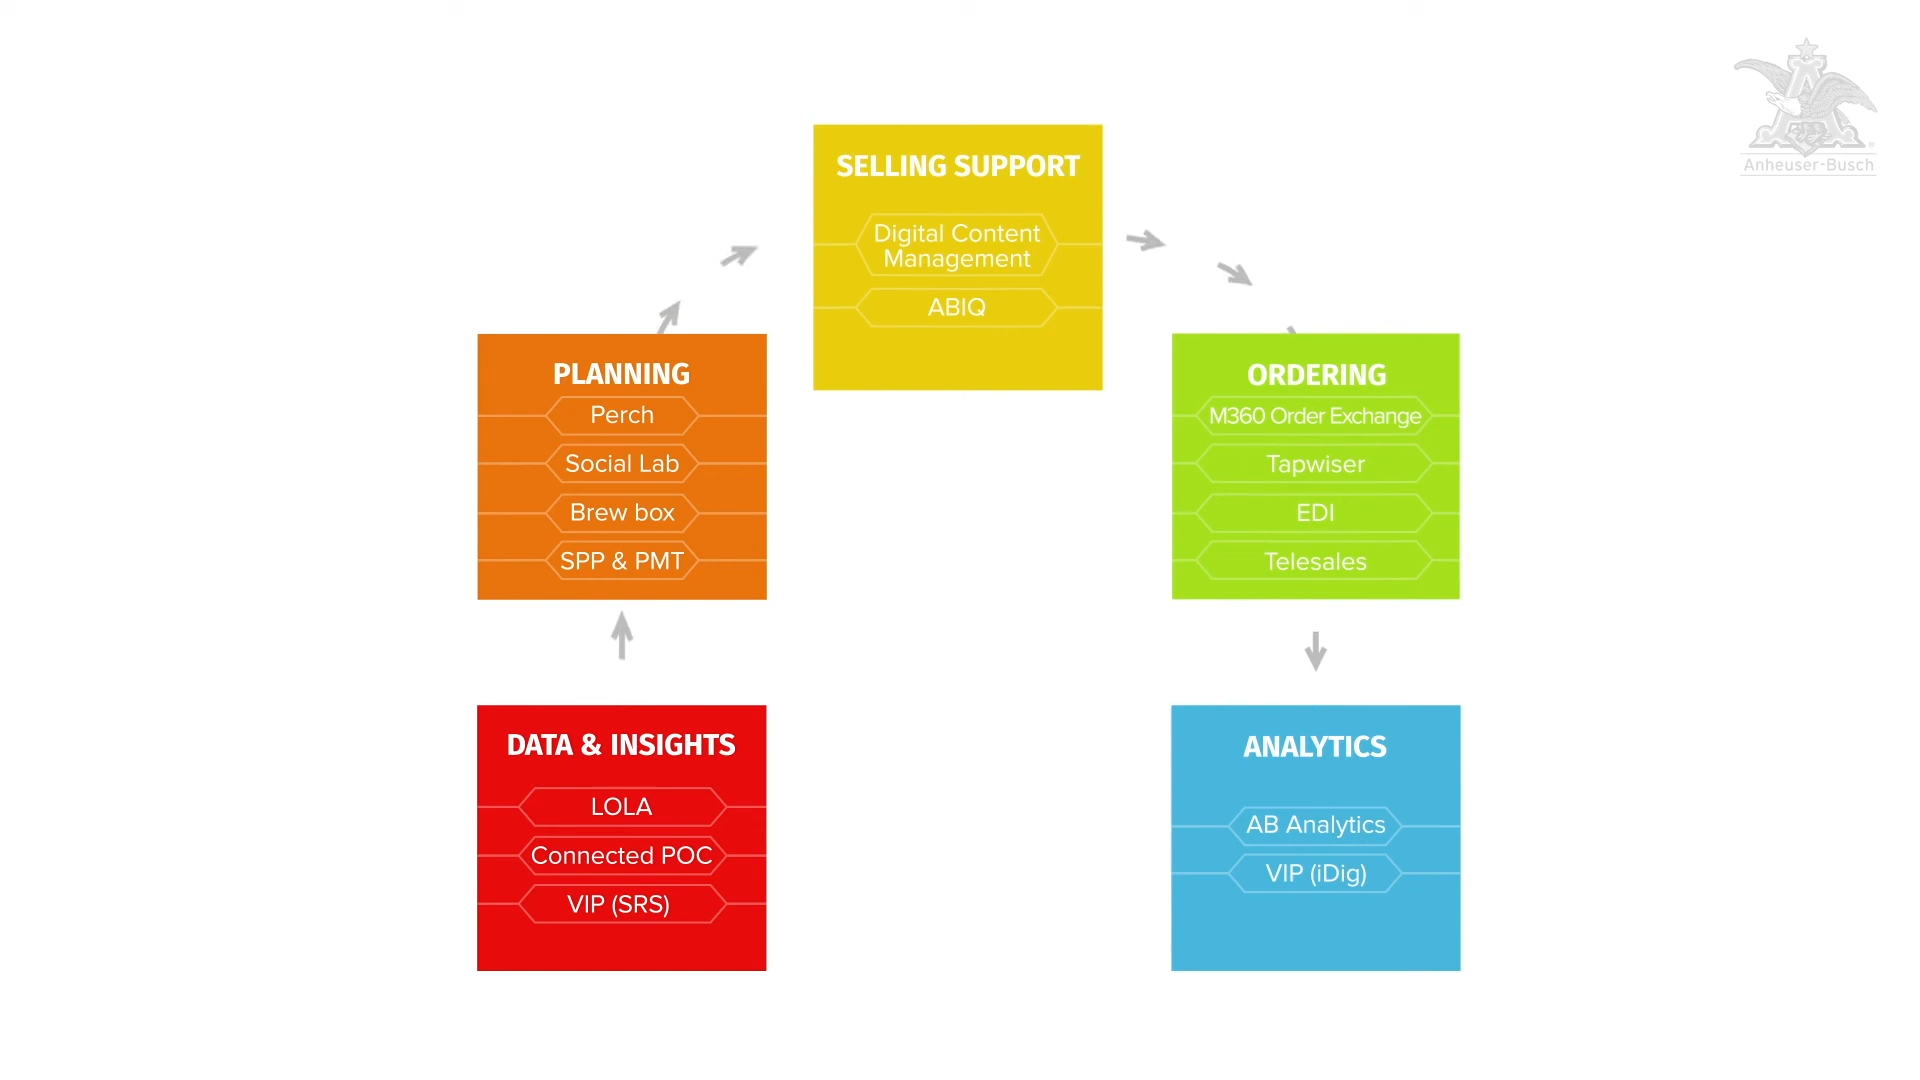 Anheuser-Busch
SELLING SUPPORT
Digital Content
Management
ABIQ
PLANNING
Perch
Social Lab
Brew box
SPP & PMT
ORDERING
M360 Order Exchange
Tapwiser
EDI
Telesales
DATA & INSIGHTS
LOLA
Connected POC
VIP (SRS)
ANALYTICS
AB Analytics
VIP (iDig)